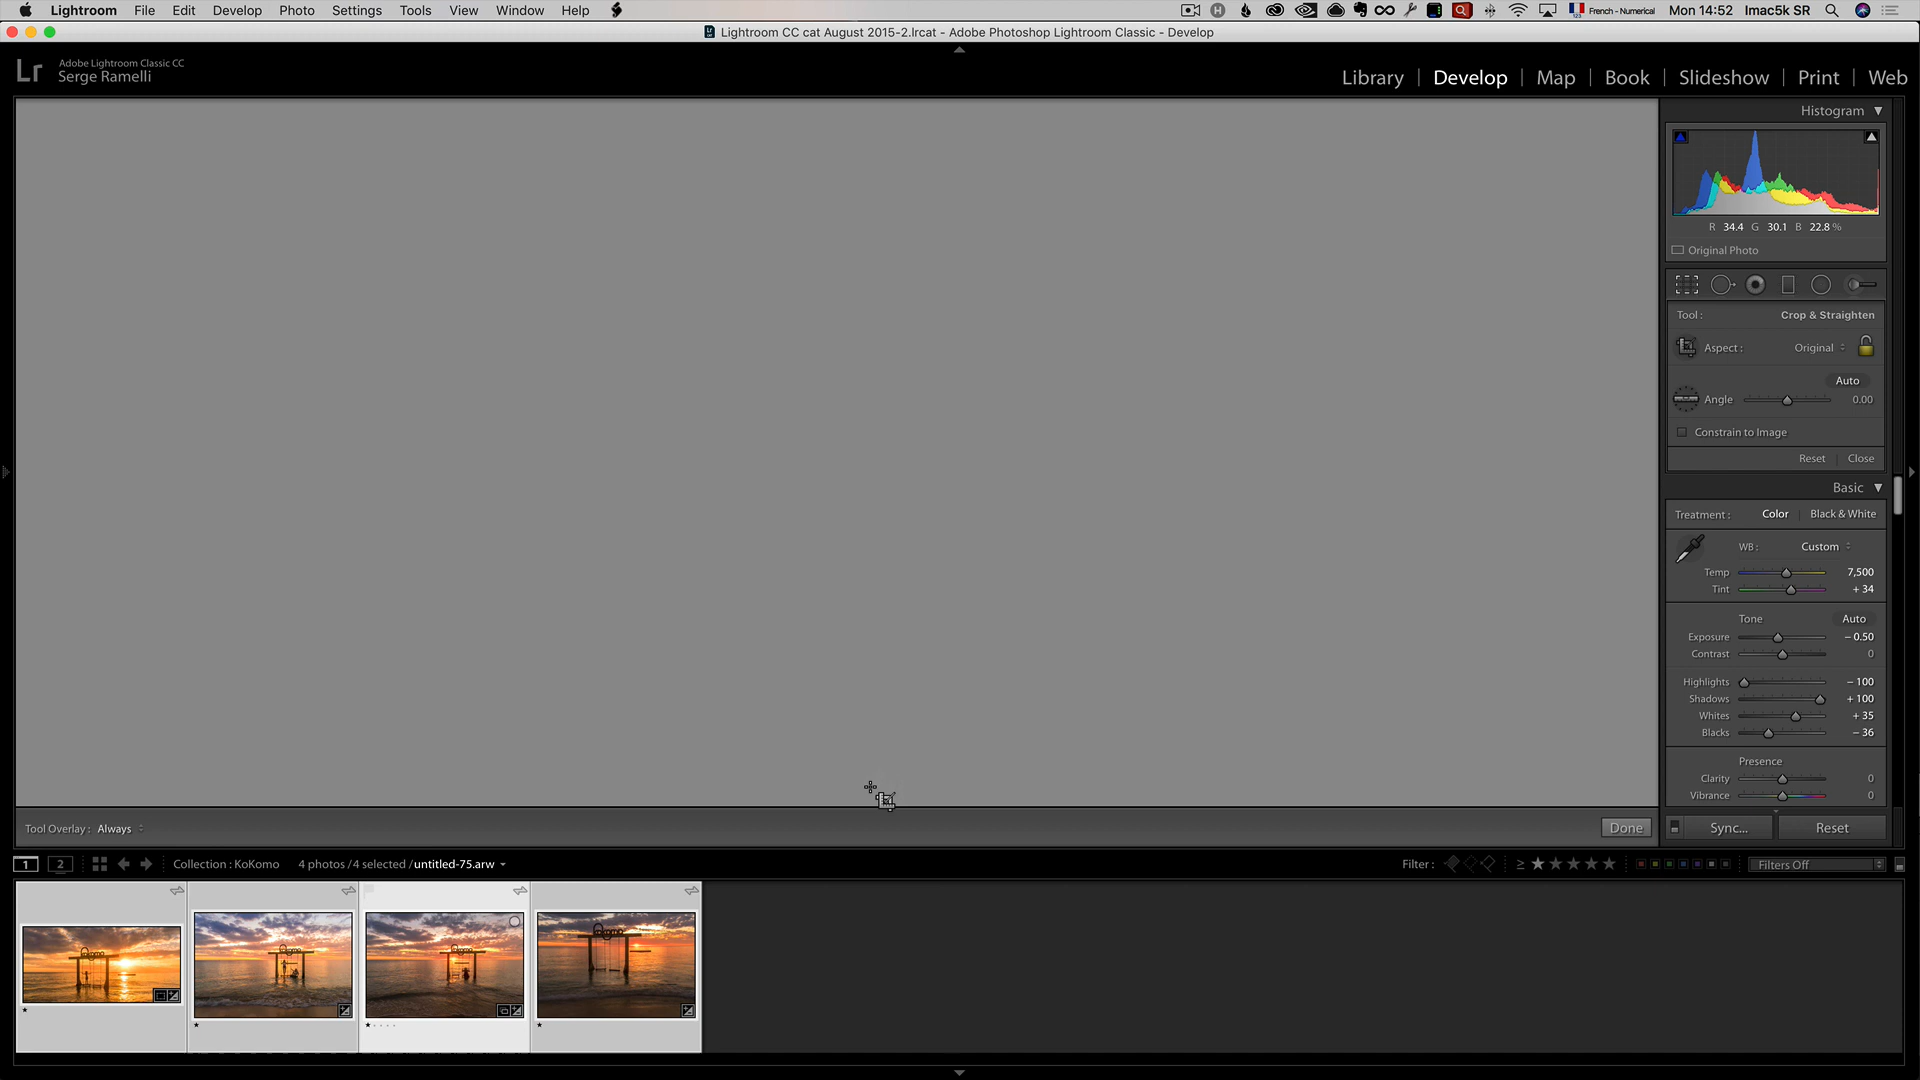 Lightroom File Edit Develop Photo Settings Tools View Window Help French - Numerical Mon 14:52 Imac5k SR
Lightroom CC cat August 2015-2.lrcat - Adobe Photoshop Lightroom Classic - Develop
Lr Adobe Lightroom Classic CC
Serge Ramelli
Library | Develop | Map | Book | Slideshow | Print | Web
Histogram
R 34.4 G 30.1 B 22.8 %
Original Photo
Tool : Crop & Straighten
Aspect : Original
Auto
Angle 0.00
Constrain to Image
Reset Close
Basic
Treatment : Color Black & White
WB : Custom
Temp 7,500
Tint + 34
Tone Auto
Exposure − 0.50
Contrast 0
Highlights − 100
Shadows + 100
Whites + 35
Blacks − 36
Presence
Clarity 0
Vibrance 0
Tool Overlay : Always Done Sync... Reset
1 2 Collection : KoKomo 4 photos / 4 selected / untitled-75.arw Filter : ≥ Filters Off